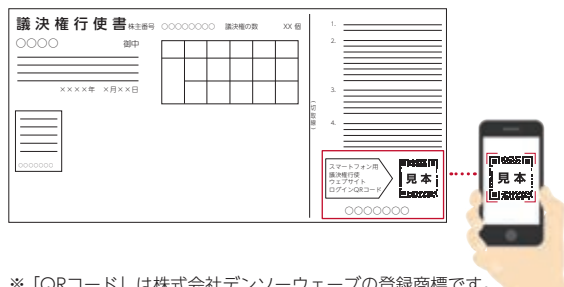 議決権行使書 株主番号 ○○○○○○○○ 議決権の数 XX 個
○○○○ 御中
××××年 ×月××日
○○○○○○○
1.
2.
3.
4.
(切取線)
スマートフォン用
議決権行使
ウェブサイト
ログインQRコード
見本
○○○○○○○
見本
※「QRコード」は株式会社デンソーウェーブの登録商標です。